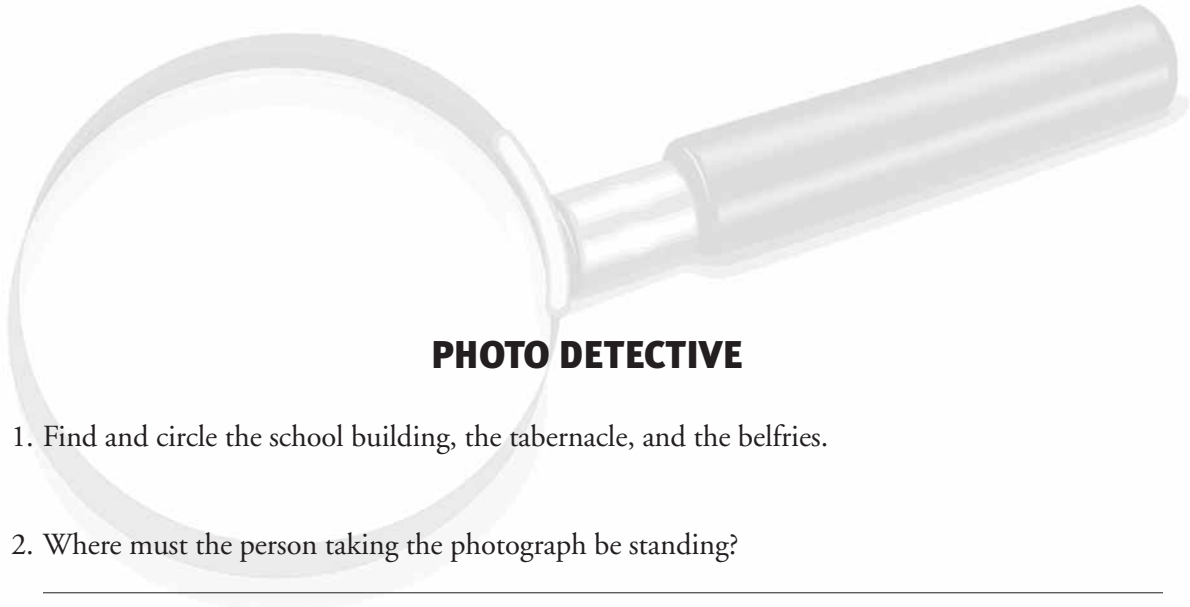 PHOTO DETECTIVE
1. Find and circle the school building, the tabernacle, and the belfries.
2. Where must the person taking the photograph be standing?